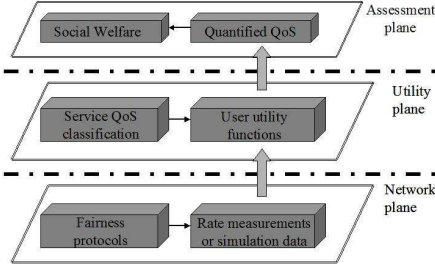 Assessment
plane
Social Welfare
Quantified QoS
Utility
plane
Service QoS
classification
User utility
functions
Network
plane
Fairness
protocols
Rate measurements
or simulation data